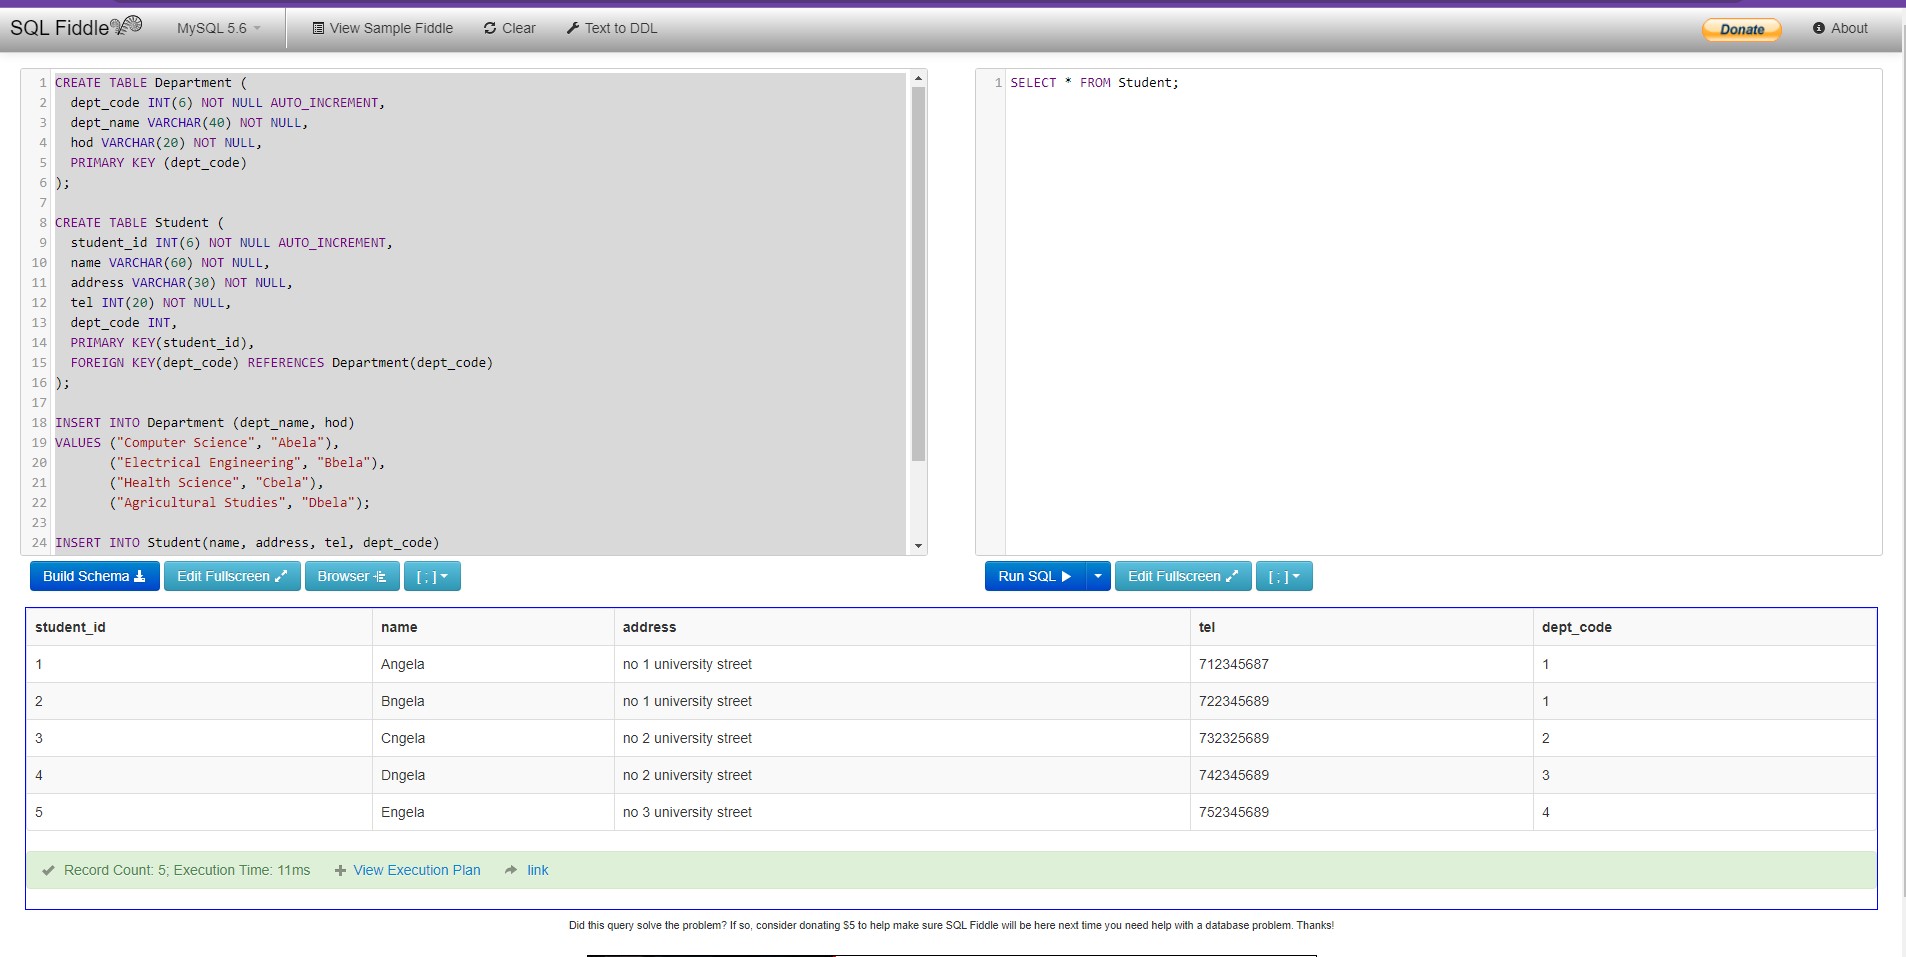 SQL Fiddle
MySQL 5.6
View Sample Fiddle
Clear
Text to DDL
Donate
About
1 CREATE TABLE Department (
2 dept_code INT(6) NOT NULL AUTO_INCREMENT,
3 dept_name VARCHAR(40) NOT NULL,
4 hod VARCHAR(20) NOT NULL,
5 PRIMARY KEY (dept_code)
6 );
7
8 CREATE TABLE Student (
9 student_id INT(6) NOT NULL AUTO_INCREMENT,
10 name VARCHAR(60) NOT NULL,
11 address VARCHAR(30) NOT NULL,
12 tel INT(20) NOT NULL,
13 dept_code INT,
14 PRIMARY KEY(student_id),
15 FOREIGN KEY(dept_code) REFERENCES Department(dept_code)
16 );
17
18 INSERT INTO Department (dept_name, hod)
19 VALUES ("Computer Science", "Abela"),
20 ("Electrical Engineering", "Bbela"),
21 ("Health Science", "Cbela"),
22 ("Agricultural Studies", "Dbela");
23
24 INSERT INTO Student(name, address, tel, dept_code)
1 SELECT * FROM Student;
Build Schema
Edit Fullscreen
Browser
[ ; ]
Run SQL
Edit Fullscreen
[ ; ]
student_id name address tel dept_code
1 Angela no 1 university street 712345687 1
2 Bngela no 1 university street 722345689 1
3 Cngela no 2 university street 732325689 2
4 Dngela no 2 university street 742345689 3
5 Engela no 3 university street 752345689 4
Record Count: 5; Execution Time: 11ms
View Execution Plan
link
Did this query solve the problem? If so, consider donating $5 to help make sure SQL Fiddle will be here next time you need help with a database problem. Thanks!